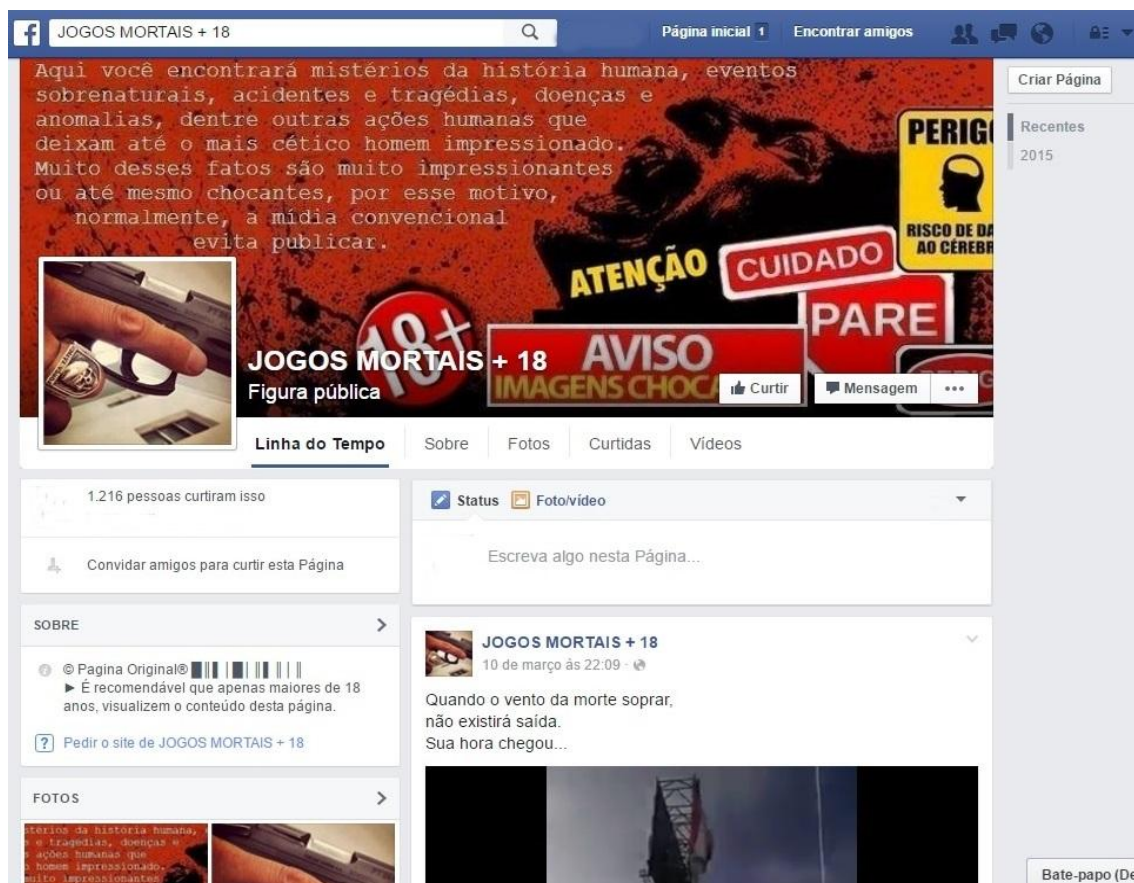 JOGOS MORTAIS + 18
Página inicial 1
Encontrar amigos
Aqui você encontrará mistérios da história humana, eventos
sobrenaturais, acidentes e tragédias, doenças e
anomalias, dentre outras ações humanas que
deixam até o mais cético homem impressionado.
Muito desses fatos são muito impressionantes
ou até mesmo chocantes, por esse motivo,
normalmente, a mídia convencional
evita publicar.
ATENÇÃO
CUIDADO
PARE
18+
AVISO
RISCO DE
Criar Página
Recentes
2015
JOGOS MORTAIS + 18
Figura pública
Curtir
Mensagem
Linha do Tempo
Sobre
Fotos
Curtidas
Vídeos
1.216 pessoas curtiram isso
Convidar amigos para curtir esta Página
SOBRE
© Pagina Original®
► É recomendável que apenas maiores de 18
anos, visualizem o conteúdo desta página.
? Pedir o site de JOGOS MORTAIS + 18
FOTOS
Status
Foto/vídeo
Escreva algo nesta Página...
JOGOS MORTAIS + 18
10 de março às 22:09
Quando o vento da morte soprar,
não existirá saída.
Sua hora chegou...
Bate-papo